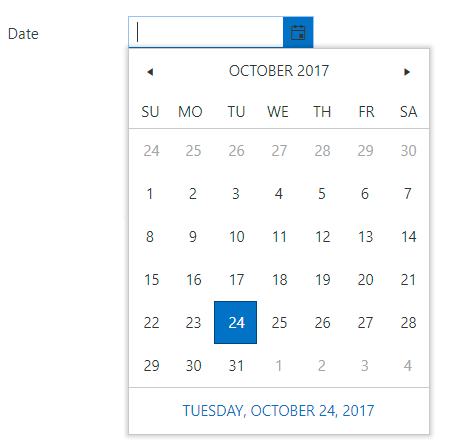 Date
OCTOBER 2017
SU MO TU WE TH FR SA
24 25 26 27 28 29 30
1 2 3 4 5 6 7
8 9 10 11 12 13 14
15 16 17 18 19 20 21
22 23 24 25 26 27 28
29 30 31 1 2 3 4
TUESDAY, OCTOBER 24, 2017